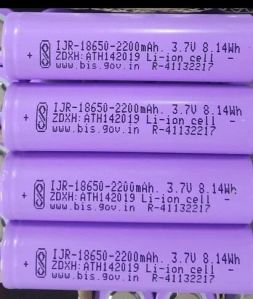 + IJR-18650-2200mAh. 3.7V 8.14Wh
ZDXH:ATH142019 Li-ion cell -
www.bis.gov.in R-41132217
+ IJR-18650-2200mAh. 3.7V 8.14Wh
ZDXH:ATH142019 Li-ion cell -
www.bis.gov.in R-41132217
+ IJR-18650-2200mAh. 3.7V 8.14Wh
ZDXH:ATH142019 Li-ion cell -
www.bis.gov.in R-41132217
+ IJR-18650-2200mAh. 3.7V 8.14Wh
ZDXH:ATH142019 Li-ion cell -
www.bis.gov.in R-41132217